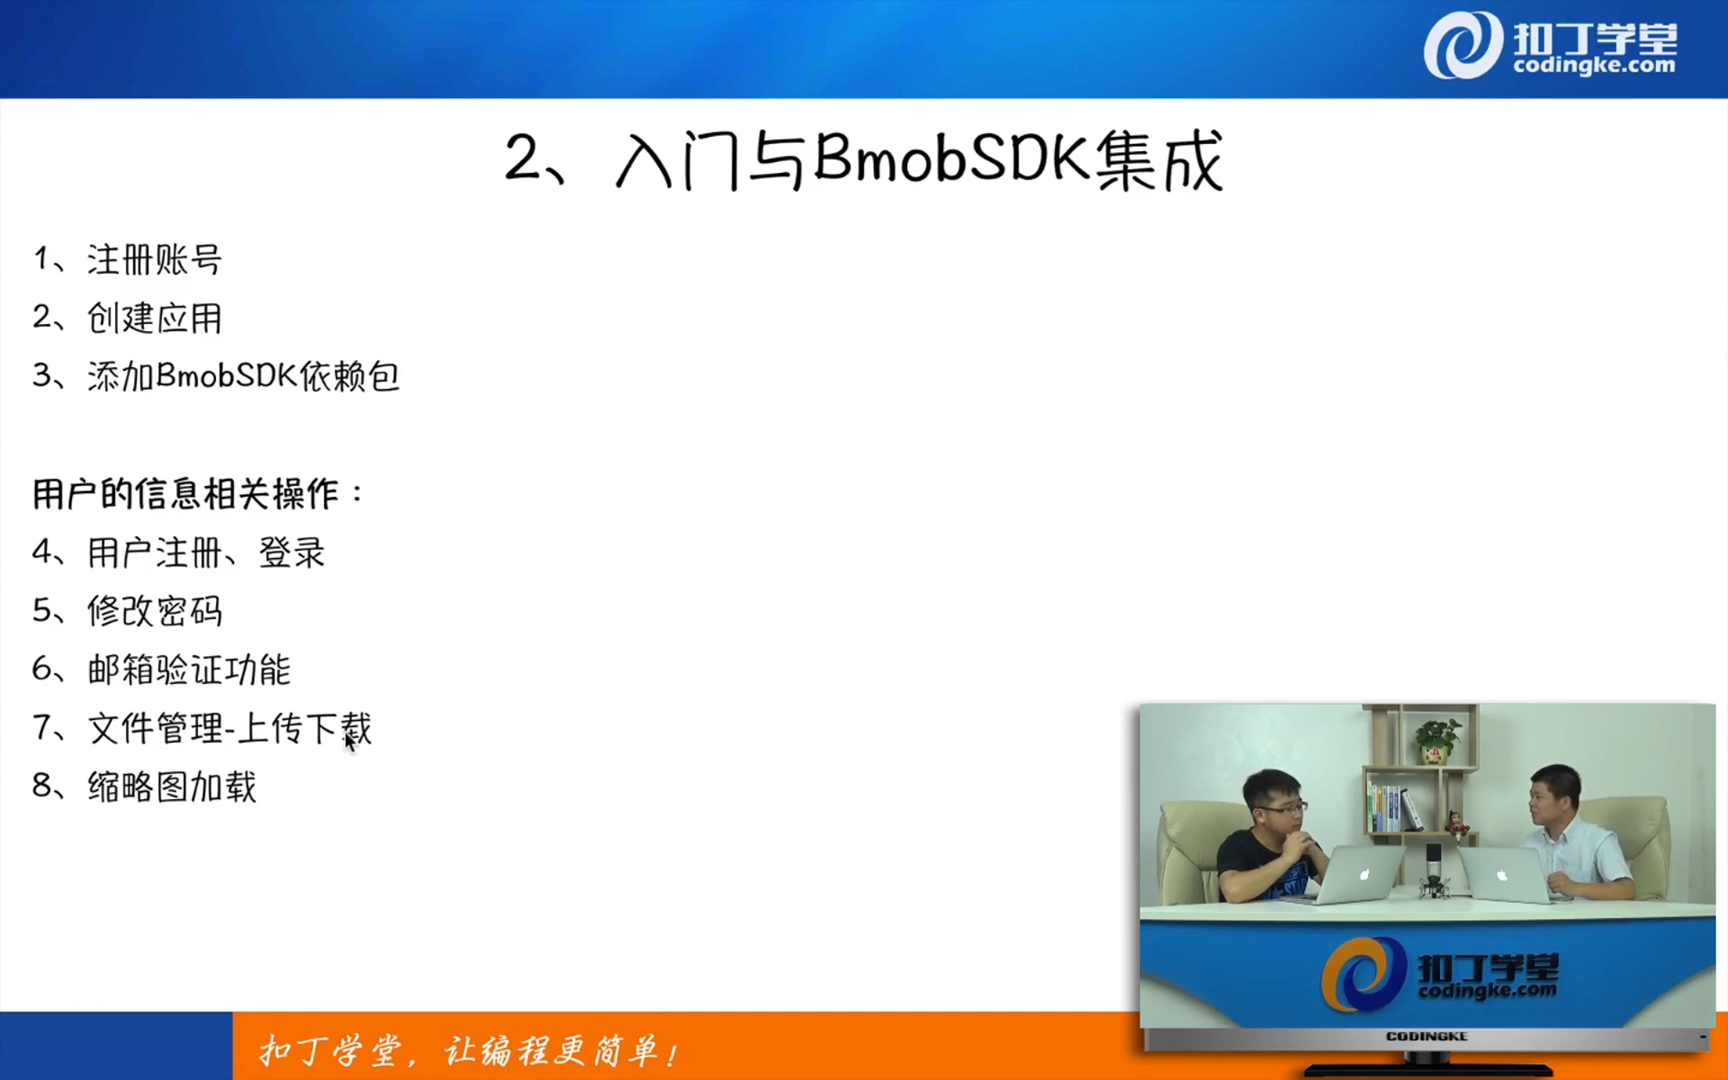 扣丁学堂
codingke.com
2、入门与BmobSDK集成
1、注册账号
2、创建应用
3、添加BmobSDK依赖包
用户的信息相关操作：
4、用户注册、登录
5、修改密码
6、邮箱验证功能
7、文件管理-上传下载
8、缩略图加载
扣丁学堂
codingke.com
CODINGKE
扣丁学堂，让编程更简单！